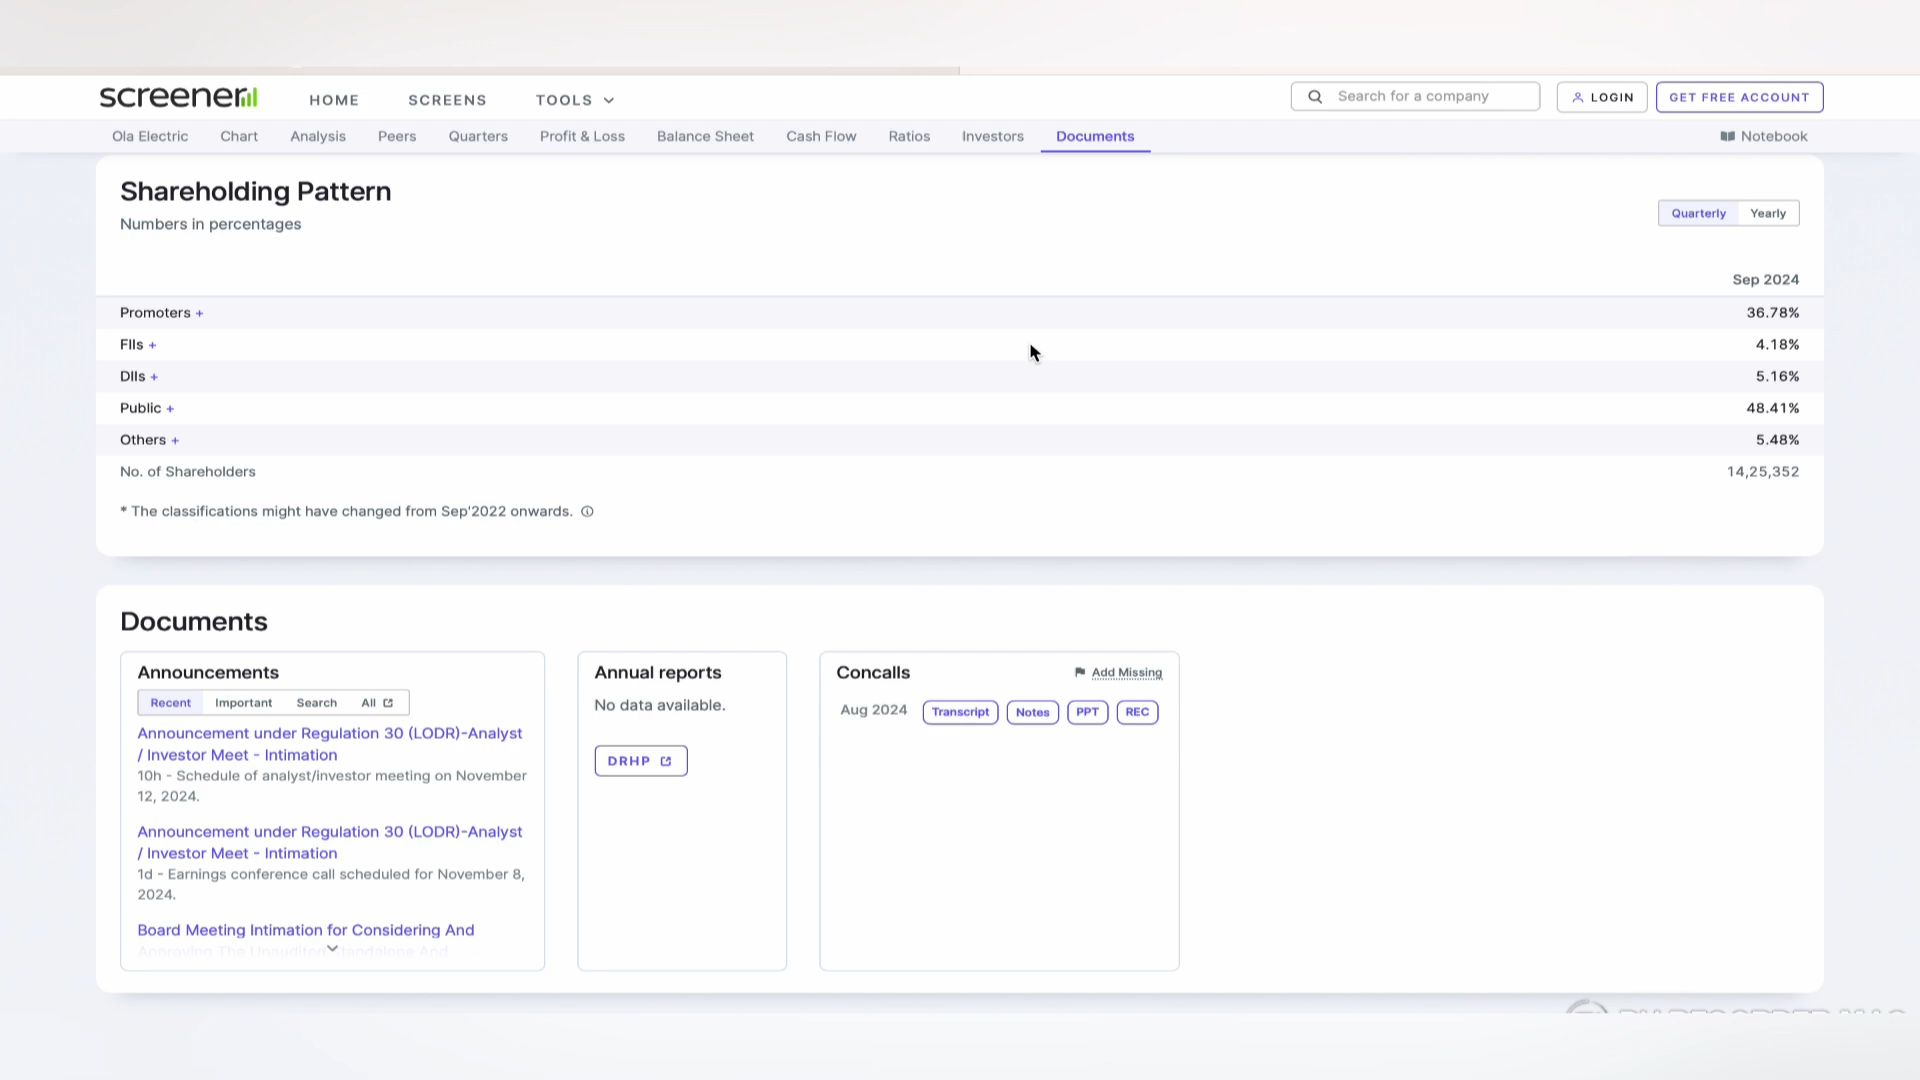 screener
HOME
SCREENS
TOOLS
Search for a company
LOGIN
GET FREE ACCOUNT
Ola Electric
Chart
Analysis
Peers
Quarters
Profit & Loss
Balance Sheet
Cash Flow
Ratios
Investors
Documents
Notebook
Shareholding Pattern
Numbers in percentages
Quarterly
Yearly
Sep 2024
Promoters + 36.78%
FIIs + 4.18%
DIIs + 5.16%
Public + 48.41%
Others + 5.48%
No. of Shareholders 14,25,352
* The classifications might have changed from Sep'2022 onwards.
Documents
Announcements
Recent
Important
Search
All
Announcement under Regulation 30 (LODR)-Analyst
/ Investor Meet - Intimation
10h - Schedule of analyst/investor meeting on November
12, 2024.
Announcement under Regulation 30 (LODR)-Analyst
/ Investor Meet - Intimation
1d - Earnings conference call scheduled for November 8,
2024.
Board Meeting Intimation for Considering And
Approving The Unaudited Standalone And
Annual reports
No data available.
DRHP
Concalls
Add Missing
Aug 2024
Transcript
Notes
PPT
REC